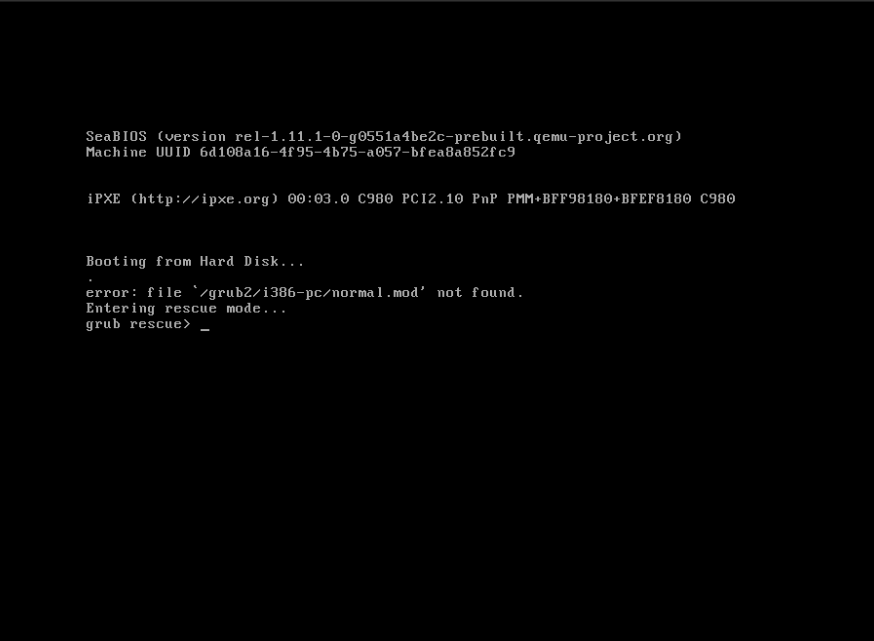 SeaBIOS (version rel-1.11.1-0-g0551a4be2c-prebuilt.qemu-project.org)
Machine UUID 6d108a16-4f95-4b75-a057-bfea8a852fc9
iPXE (http://ipxe.org) 00:03.0 C980 PCI2.10 PnP PMM+BFF98180+BFEF8180 C980
Booting from Hard Disk...
.
error: file `/grub2/i386-pc/normal.mod' not found.
Entering rescue mode...
grub rescue> _